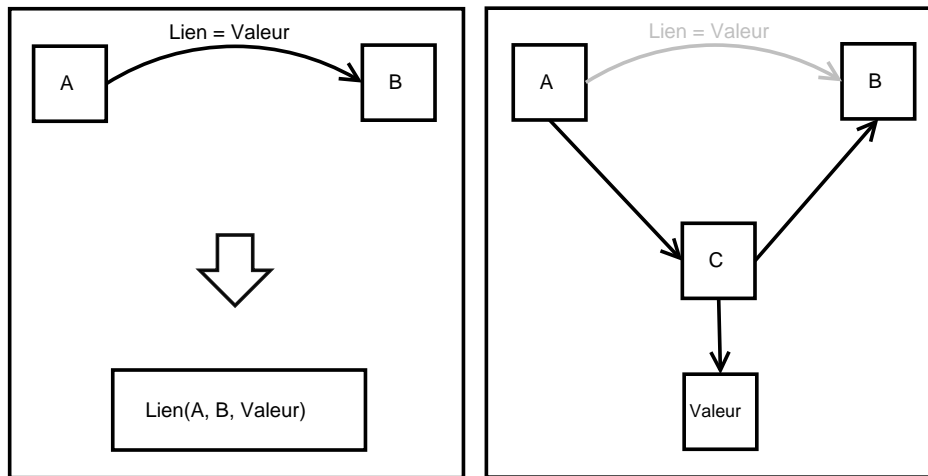 Lien = Valeur
A
B
Lien(A, B, Valeur)
Lien = Valeur
A
B
C
Valeur